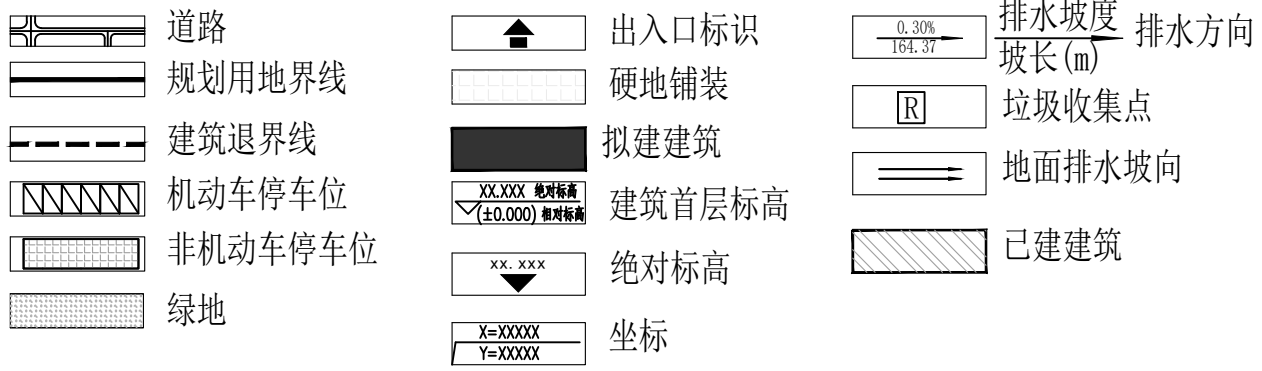 道路
规划用地界线
建筑退界线
机动车停车位
非机动车停车位
绿地
出入口标识
硬地铺装
拟建建筑
XX.XXX 绝对标高
(±0.000) 相对标高
建筑首层标高
xx.xxx
绝对标高
X=XXXXX
Y=XXXXX
坐标
0.30%
164.37
排水坡度
坡长(m)
排水方向
R
垃圾收集点
地面排水坡向
已建建筑